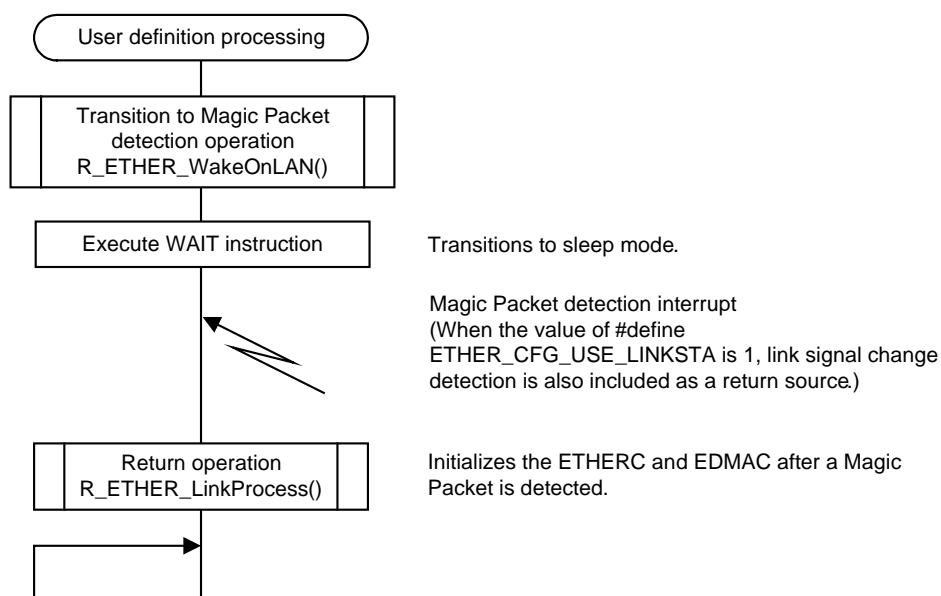 User definition processing
Transition to Magic Packet
detection operation
R_ETHER_WakeOnLAN()
Execute WAIT instruction
Transitions to sleep mode.
Magic Packet detection interrupt
(When the value of #define
ETHER_CFG_USE_LINKSTA is 1, link signal change
detection is also included as a return source.)
Return operation
R_ETHER_LinkProcess()
Initializes the ETHERC and EDMAC after a Magic
Packet is detected.